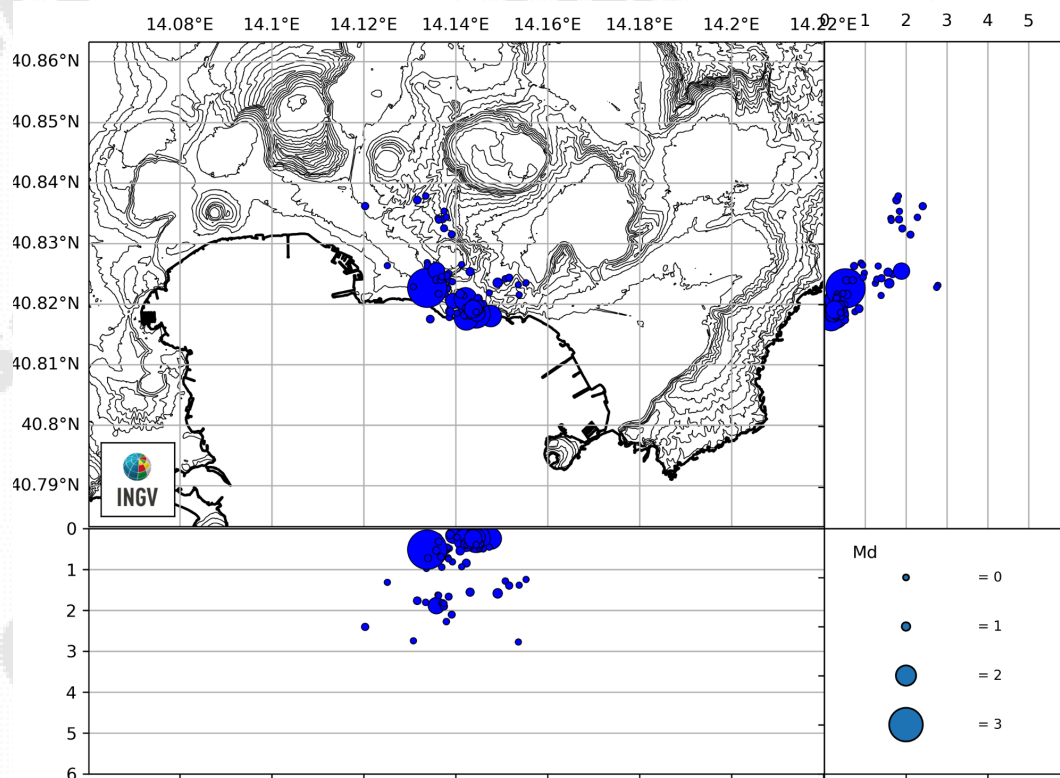 14.08°E 14.1°E 14.12°E 14.14°E 14.16°E 14.18°E 14.2°E 14.22°E 0 1 2 3 4 5
40.86°N
40.85°N
40.84°N
40.83°N
40.82°N
40.81°N
40.8°N
40.79°N
INGV
0
1
2
3
4
5
6
Md
= 0
= 1
= 2
= 3